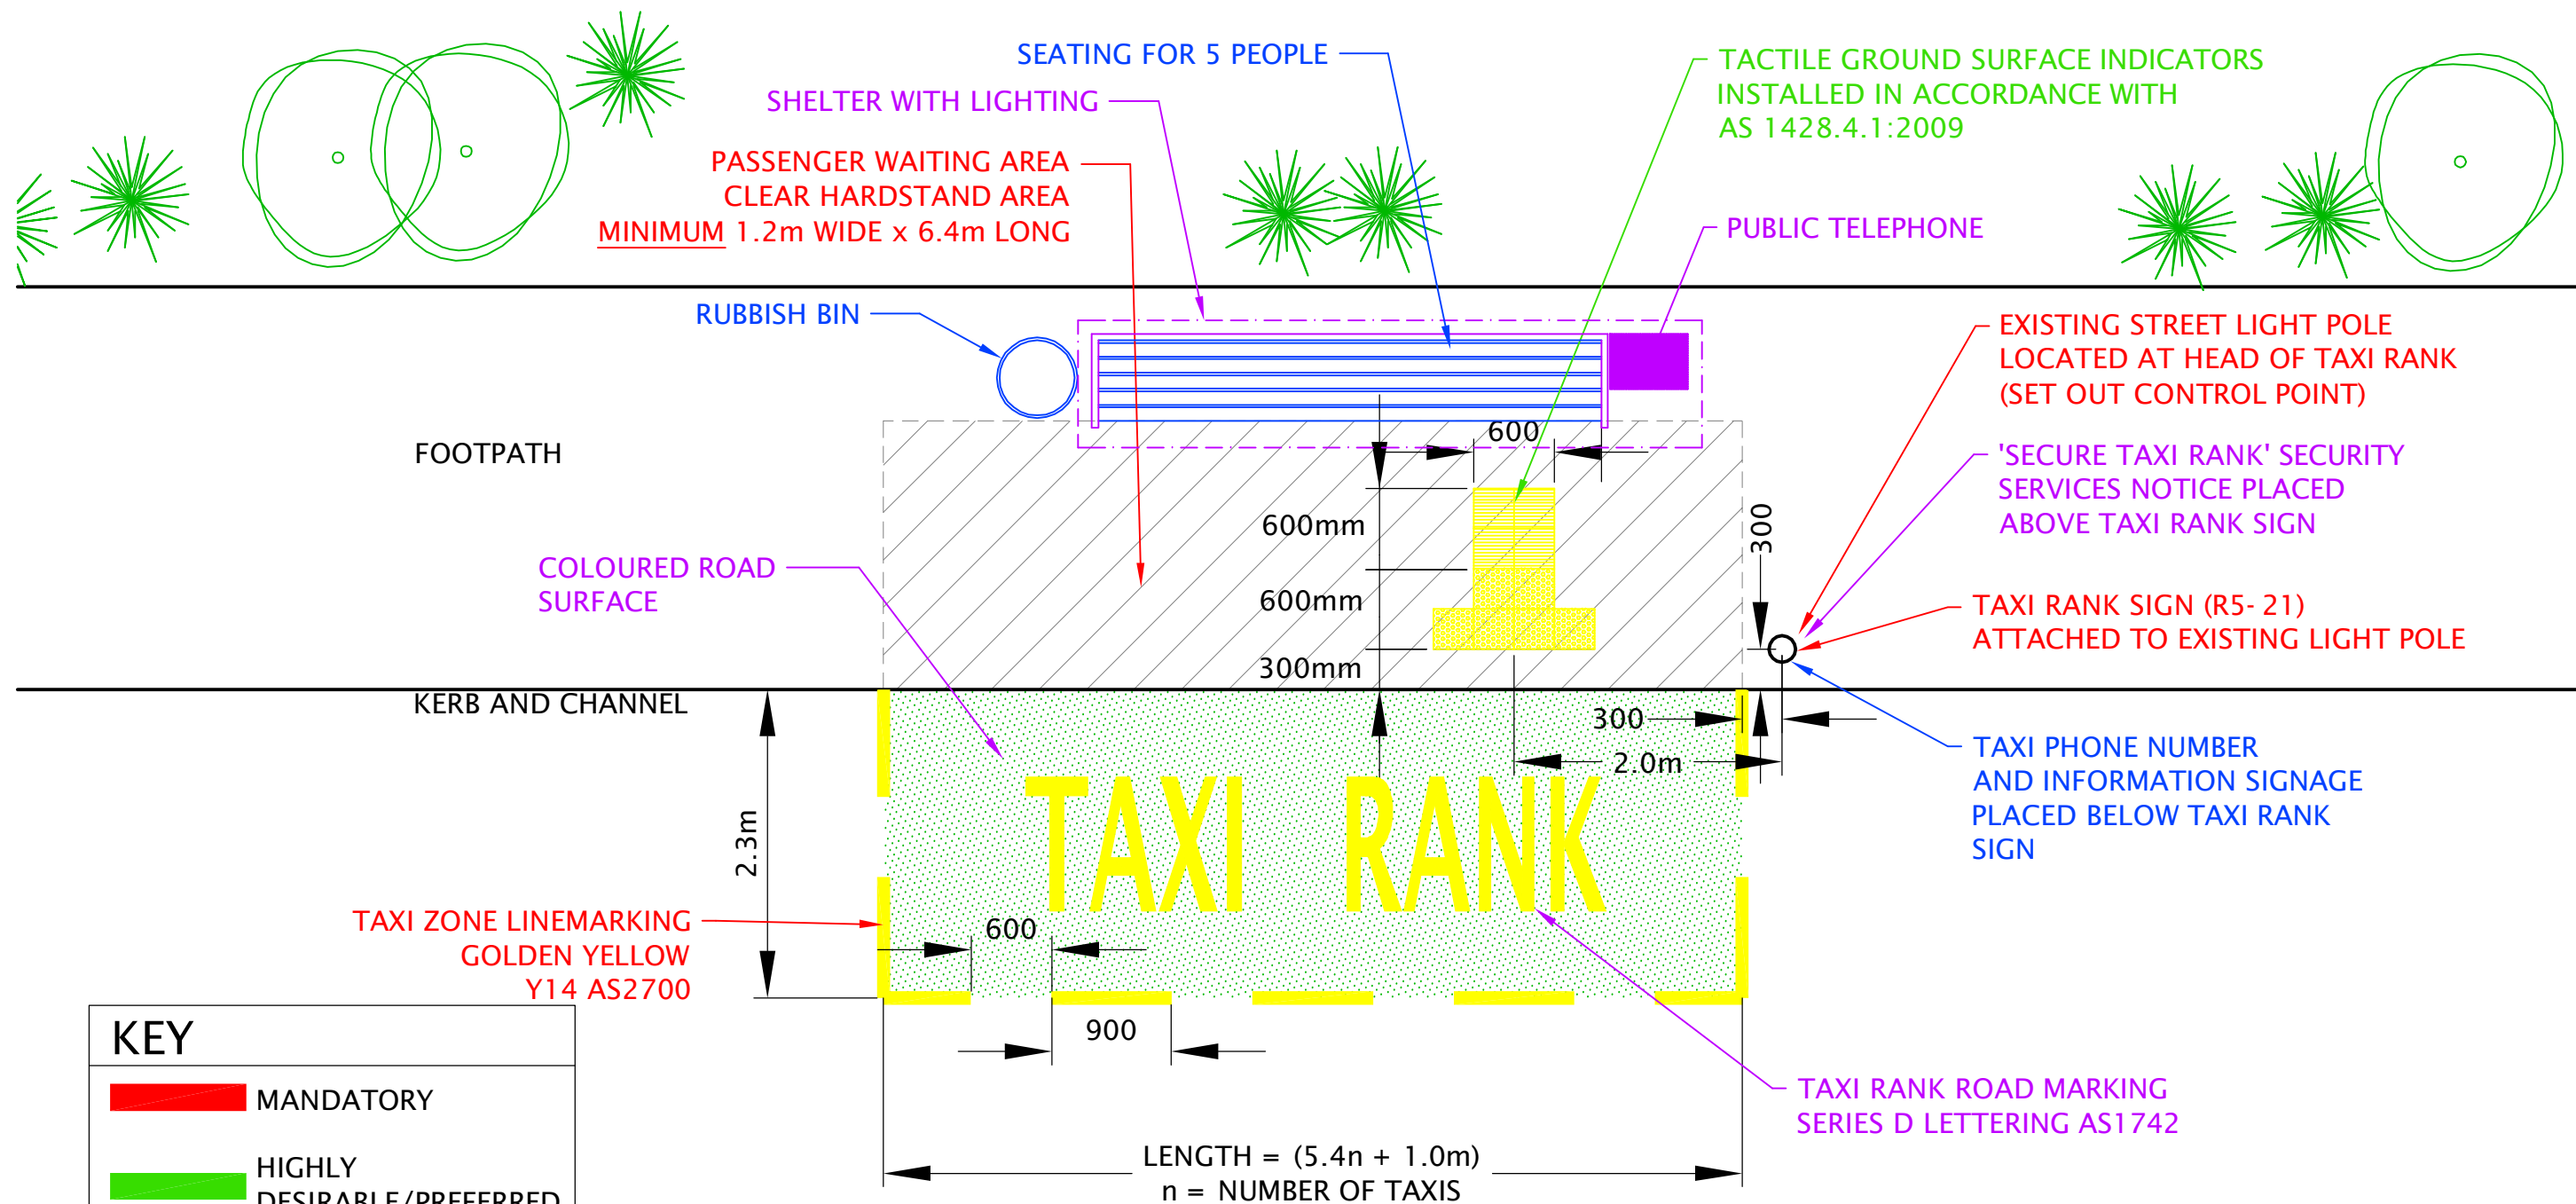 SEATING FOR 5 PEOPLE
SHELTER WITH LIGHTING
PASSENGER WAITING AREA
CLEAR HARDSTAND AREA
MINIMUM 1.2m WIDE x 6.4m LONG
TACTILE GROUND SURFACE INDICATORS
INSTALLED IN ACCORDANCE WITH
AS 1428.4.1:2009
PUBLIC TELEPHONE
RUBBISH BIN
EXISTING STREET LIGHT POLE
LOCATED AT HEAD OF TAXI RANK
(SET OUT CONTROL POINT)
FOOTPATH
600
'SECURE TAXI RANK' SECURITY
SERVICES NOTICE PLACED
ABOVE TAXI RANK SIGN
600mm
300
COLOURED ROAD
SURFACE
600mm
TAXI RANK SIGN (R5-21)
ATTACHED TO EXISTING LIGHT POLE
300mm
KERB AND CHANNEL
300
2.0m
TAXI PHONE NUMBER
AND INFORMATION SIGNAGE
PLACED BELOW TAXI RANK
SIGN
2.3m
TAXI RANK
TAXI ZONE LINEMARKING
GOLDEN YELLOW
Y14 AS2700
600
900
KEY
MANDATORY
HIGHLY
DESIRABLE/PREFERRED
TAXI RANK ROAD MARKING
SERIES D LETTERING AS1742
LENGTH = (5.4n + 1.0m)
n = NUMBER OF TAXIS